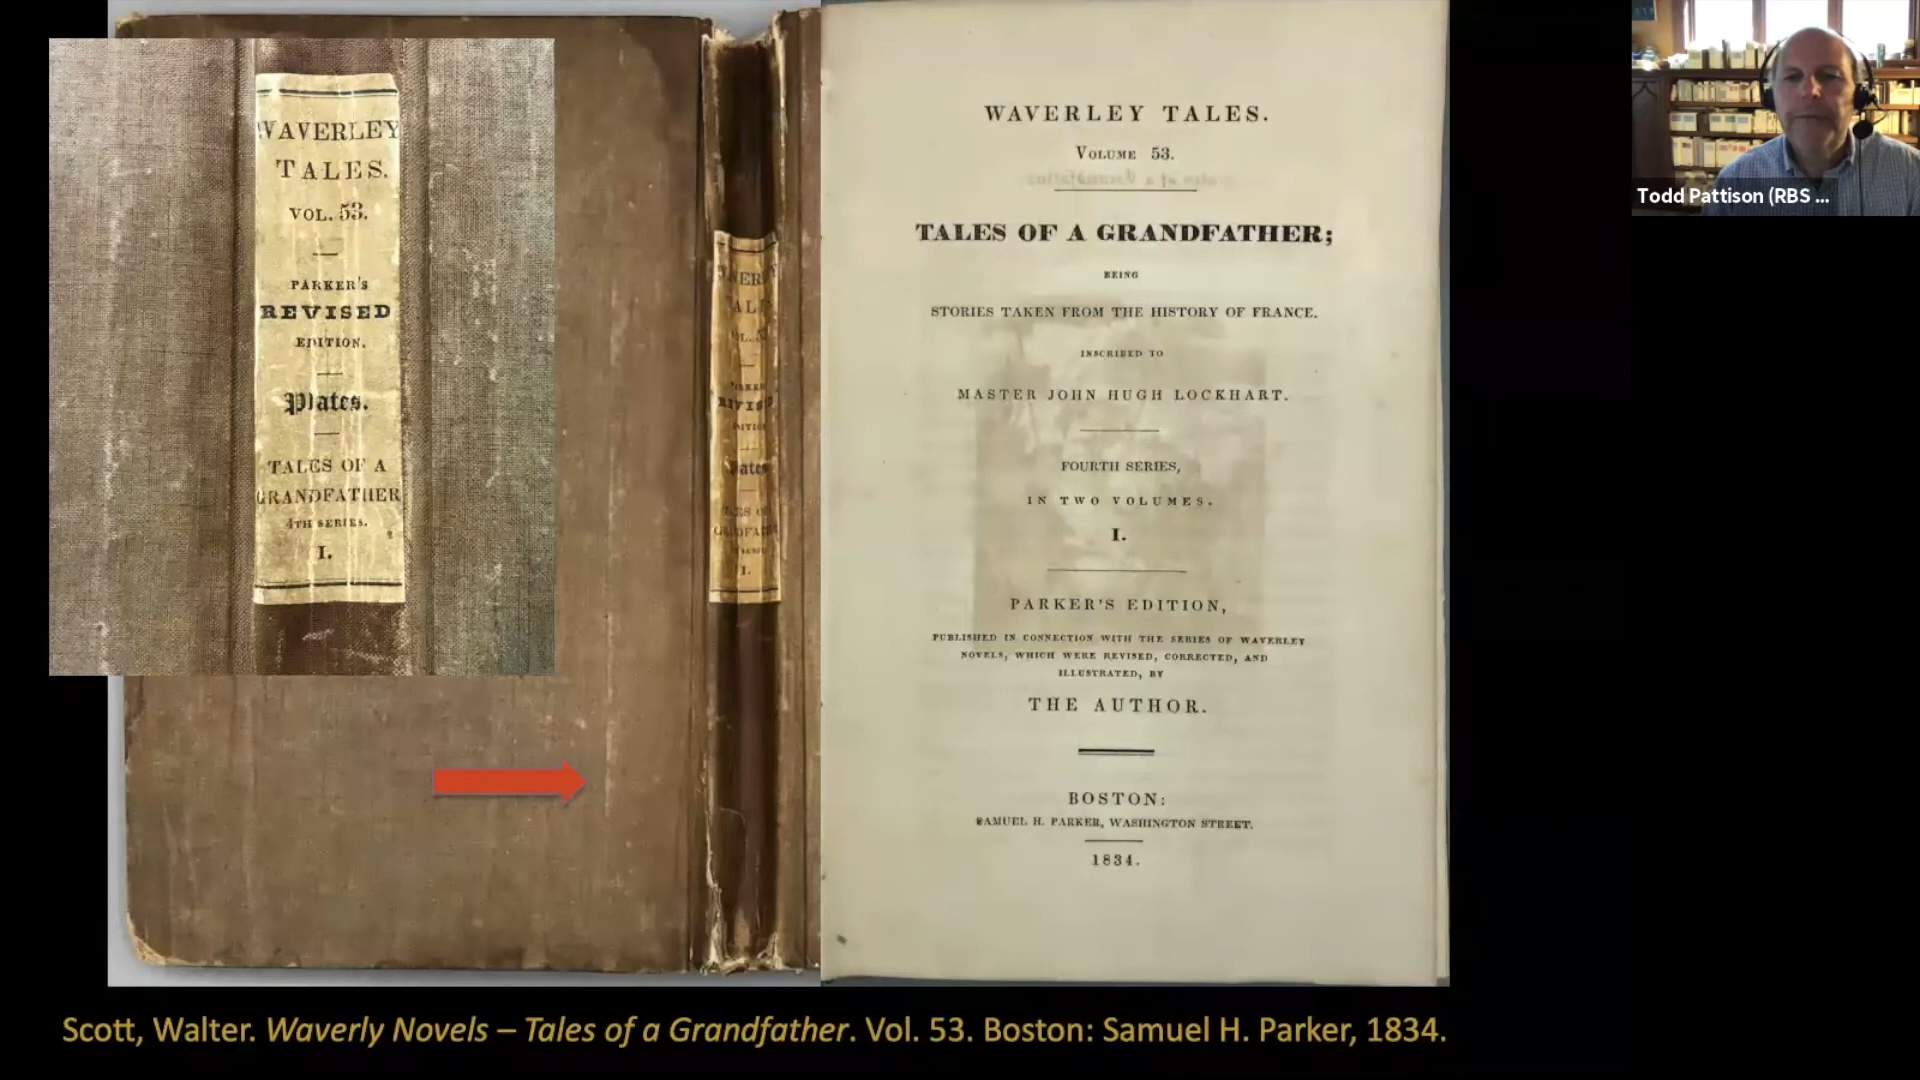 WAVERLEY
TALES.
VOL. 53.
PARKER'S
REVISED
EDITION.
Plates.
TALES OF A
GRANDFATHER
4TH SERIES.
I.
WAVERLEY TALES.
VOLUME 53.
TALES OF A GRANDFATHER;
BEING
STORIES TAKEN FROM THE HISTORY OF FRANCE.
INSCRIBED TO
MASTER JOHN HUGH LOCKHART.
FOURTH SERIES,
IN TWO VOLUMES.
I.
PARKER'S EDITION,
PUBLISHED IN CONNECTION WITH THE SERIES OF WAVERLEY
NOVELS, WHICH WERE REVISED, CORRECTED, AND
ILLUSTRATED, BY
THE AUTHOR.
BOSTON:
SAMUEL H. PARKER, WASHINGTON STREET.
1834.
Todd Pattison (RBS ...
Scott, Walter. Waverly Novels – Tales of a Grandfather. Vol. 53. Boston: Samuel H. Parker, 1834.